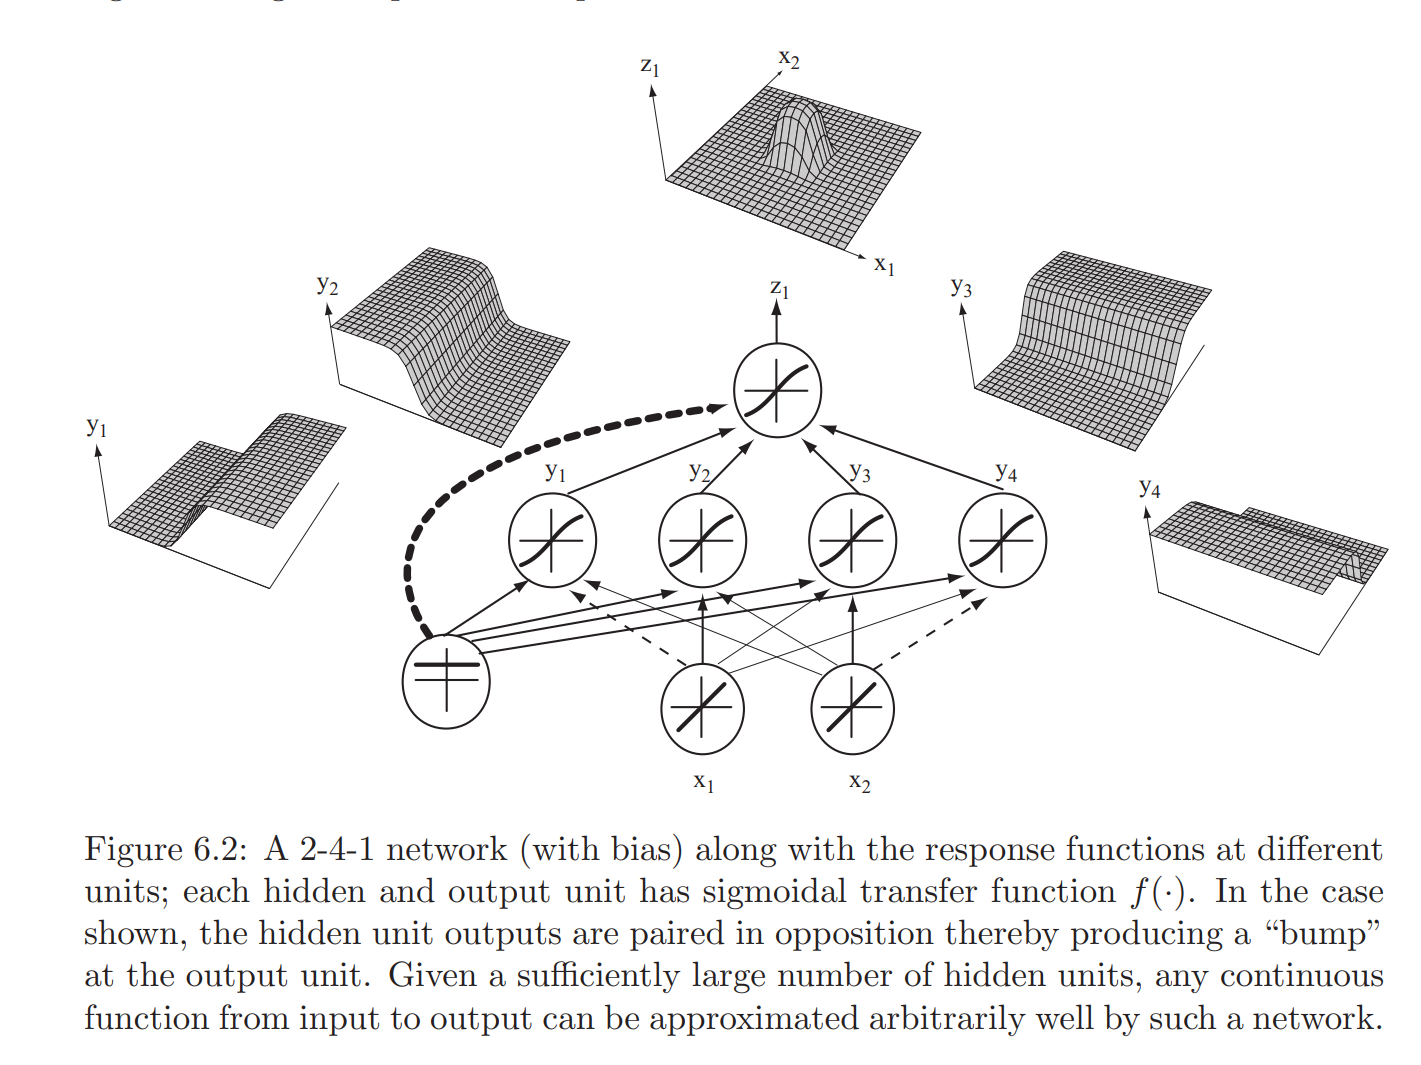 z1
x2
x1
y2
y3
z1
y1
y1
y2
y3
y4
y4
x1
x2
Figure 6.2: A 2-4-1 network (with bias) along with the response functions at different
units; each hidden and output unit has sigmoidal transfer function f(·). In the case
shown, the hidden unit outputs are paired in opposition thereby producing a “bump”
at the output unit. Given a sufficiently large number of hidden units, any continuous
function from input to output can be approximated arbitrarily well by such a network.